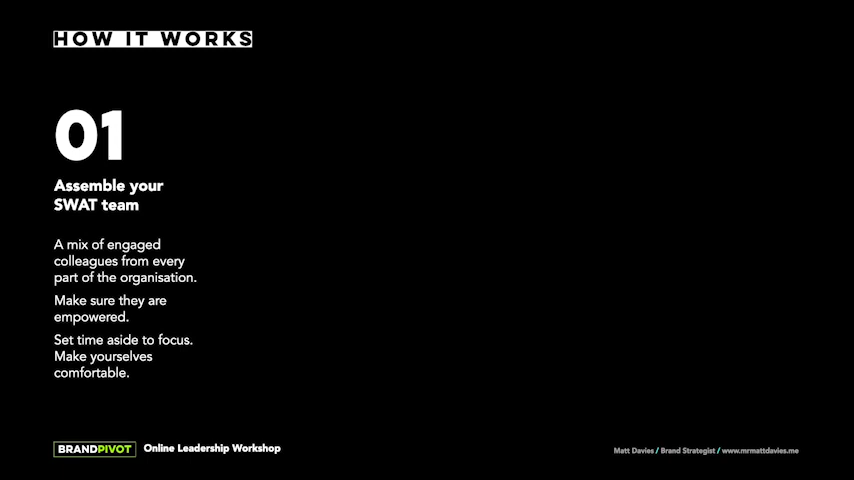 HOW IT WORKS
01
Assemble your
SWAT team
A mix of engaged
colleagues from every
part of the organisation.
Make sure they are
empowered.
Set time aside to focus.
Make yourselves
comfortable.
BRANDPIVOT Online Leadership Workshop
Matt Davies / Brand Strategist / www.mrmattdavies.me